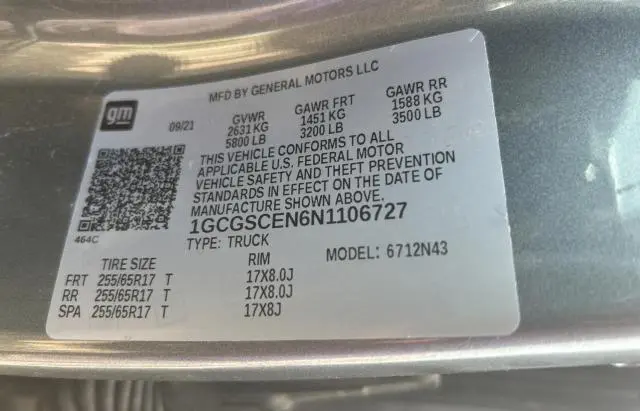 MFD BY GENERAL MOTORS LLC
gm
09/21
GVWR GAWR FRT GAWR RR
2631 KG 1451 KG 1588 KG
5800 LB 3200 LB 3500 LB
THIS VEHICLE CONFORMS TO ALL
APPLICABLE U.S. FEDERAL MOTOR
VEHICLE SAFETY AND THEFT PREVENTION
STANDARDS IN EFFECT ON THE DATE OF
MANUFACTURE SHOWN ABOVE.
464C
1GCGSCEN6N1106727
TYPE: TRUCK MODEL: 6712N43
TIRE SIZE RIM
FRT 255/65R17 T 17X8.0J
RR 255/65R17 T 17X8.0J
SPA 255/65R17 T 17X8J